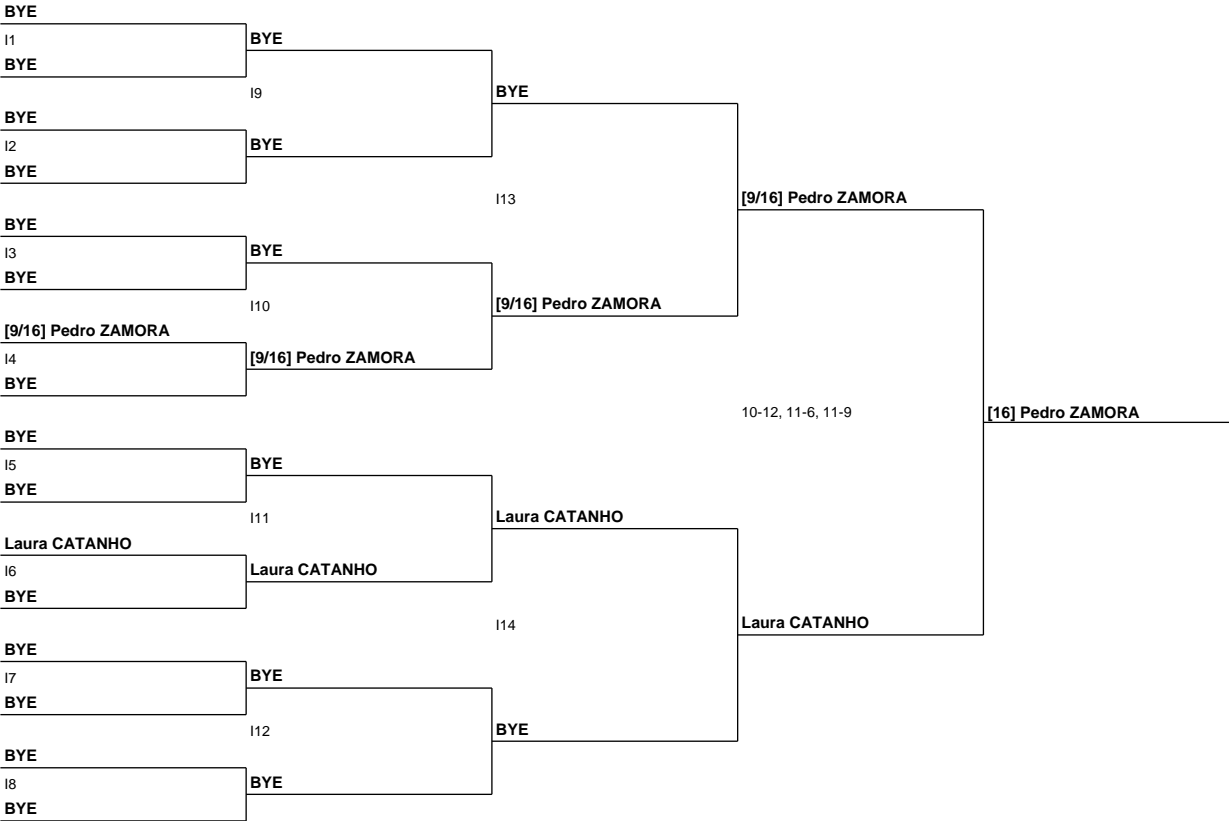 BYE
I1
BYE
BYE
I9
BYE
BYE
I2
BYE
BYE
I13
[9/16] Pedro ZAMORA
BYE
I3
BYE
BYE
I10
[9/16] Pedro ZAMORA
[9/16] Pedro ZAMORA
I4
[9/16] Pedro ZAMORA
BYE
10-12, 11-6, 11-9
[16] Pedro ZAMORA
BYE
I5
BYE
BYE
I11
Laura CATANHO
Laura CATANHO
I6
Laura CATANHO
BYE
I14
Laura CATANHO
BYE
I7
BYE
BYE
I12
BYE
BYE
I8
BYE
BYE